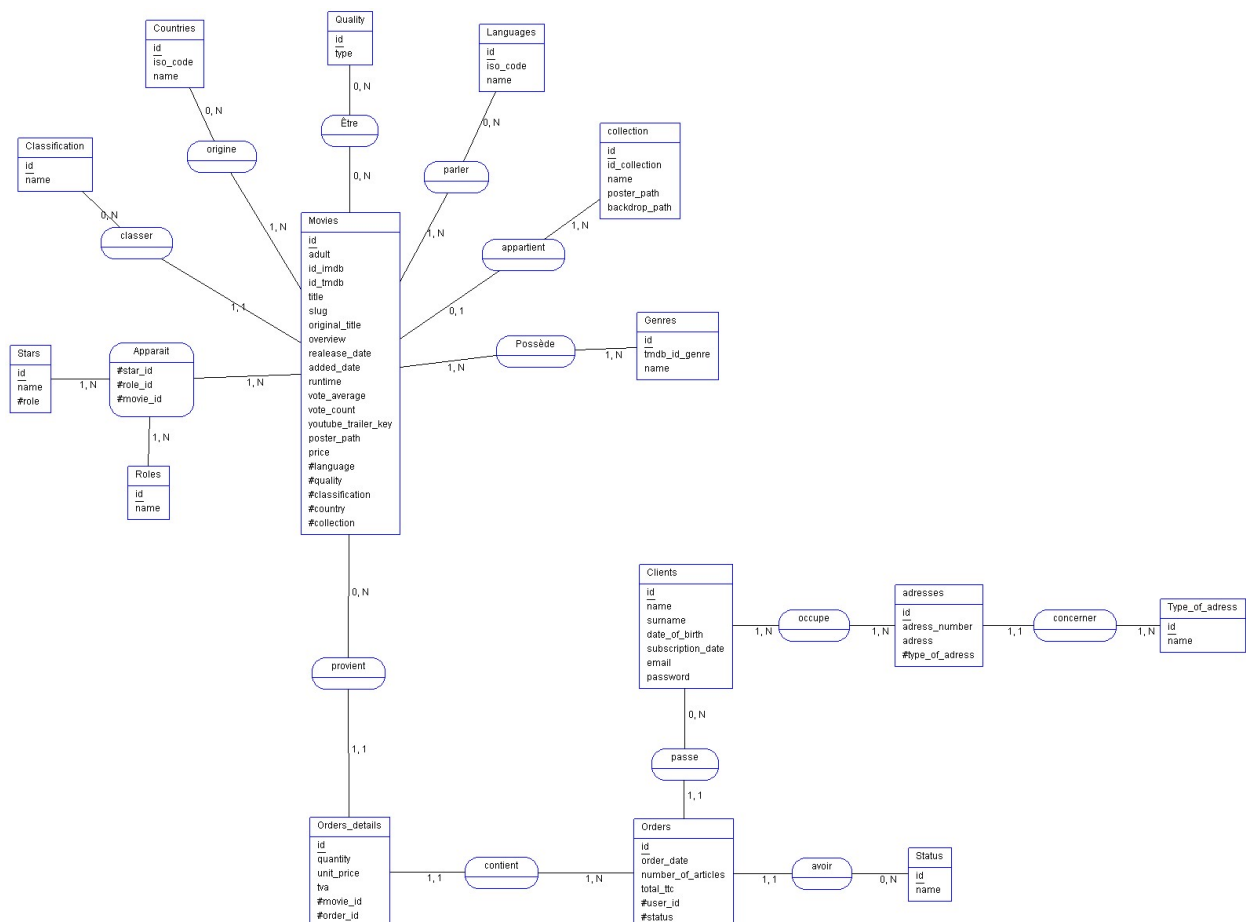 Countries
id
iso_code
name
Quality
id
type
Languages
id
iso_code
name
0, N
0, N
0, N
Être
origine
parler
collection
id
id_collection
name
poster_path
backdrop_path
Classification
id
name
0, N
classer
1, N
0, N
1, N
1, N
appartient
1, 1
0, 1
Movies
id
adult
id_imdb
id_tmdb
title
slug
original_title
overview
realease_date
added_date
runtime
vote_average
vote_count
youtube_trailer_key
poster_path
price
#language
#quality
#classification
#country
#collection
Genres
id
tmdb_id_genre
name
Possède
1, N
1, N
Stars
id
name
#role
1, N
Apparait
#star_id
#role_id
#movie_id
1, N
1, N
Roles
id
name
0, N
provient
1, 1
Clients
id
name
surname
date_of_birth
subscription_date
email
password
1, N
occupe
1, N
adresses
id
adress_number
adress
#type_of_adress
1, 1
concerner
1, N
Type_of_adress
id
name
0, N
passe
1, 1
Orders_details
id
quantity
unit_price
tva
#movie_id
#order_id
1, 1
contient
1, N
Orders
id
order_date
number_of_articles
total_ttc
#user_id
#status
1, 1
avoir
0, N
Status
id
name